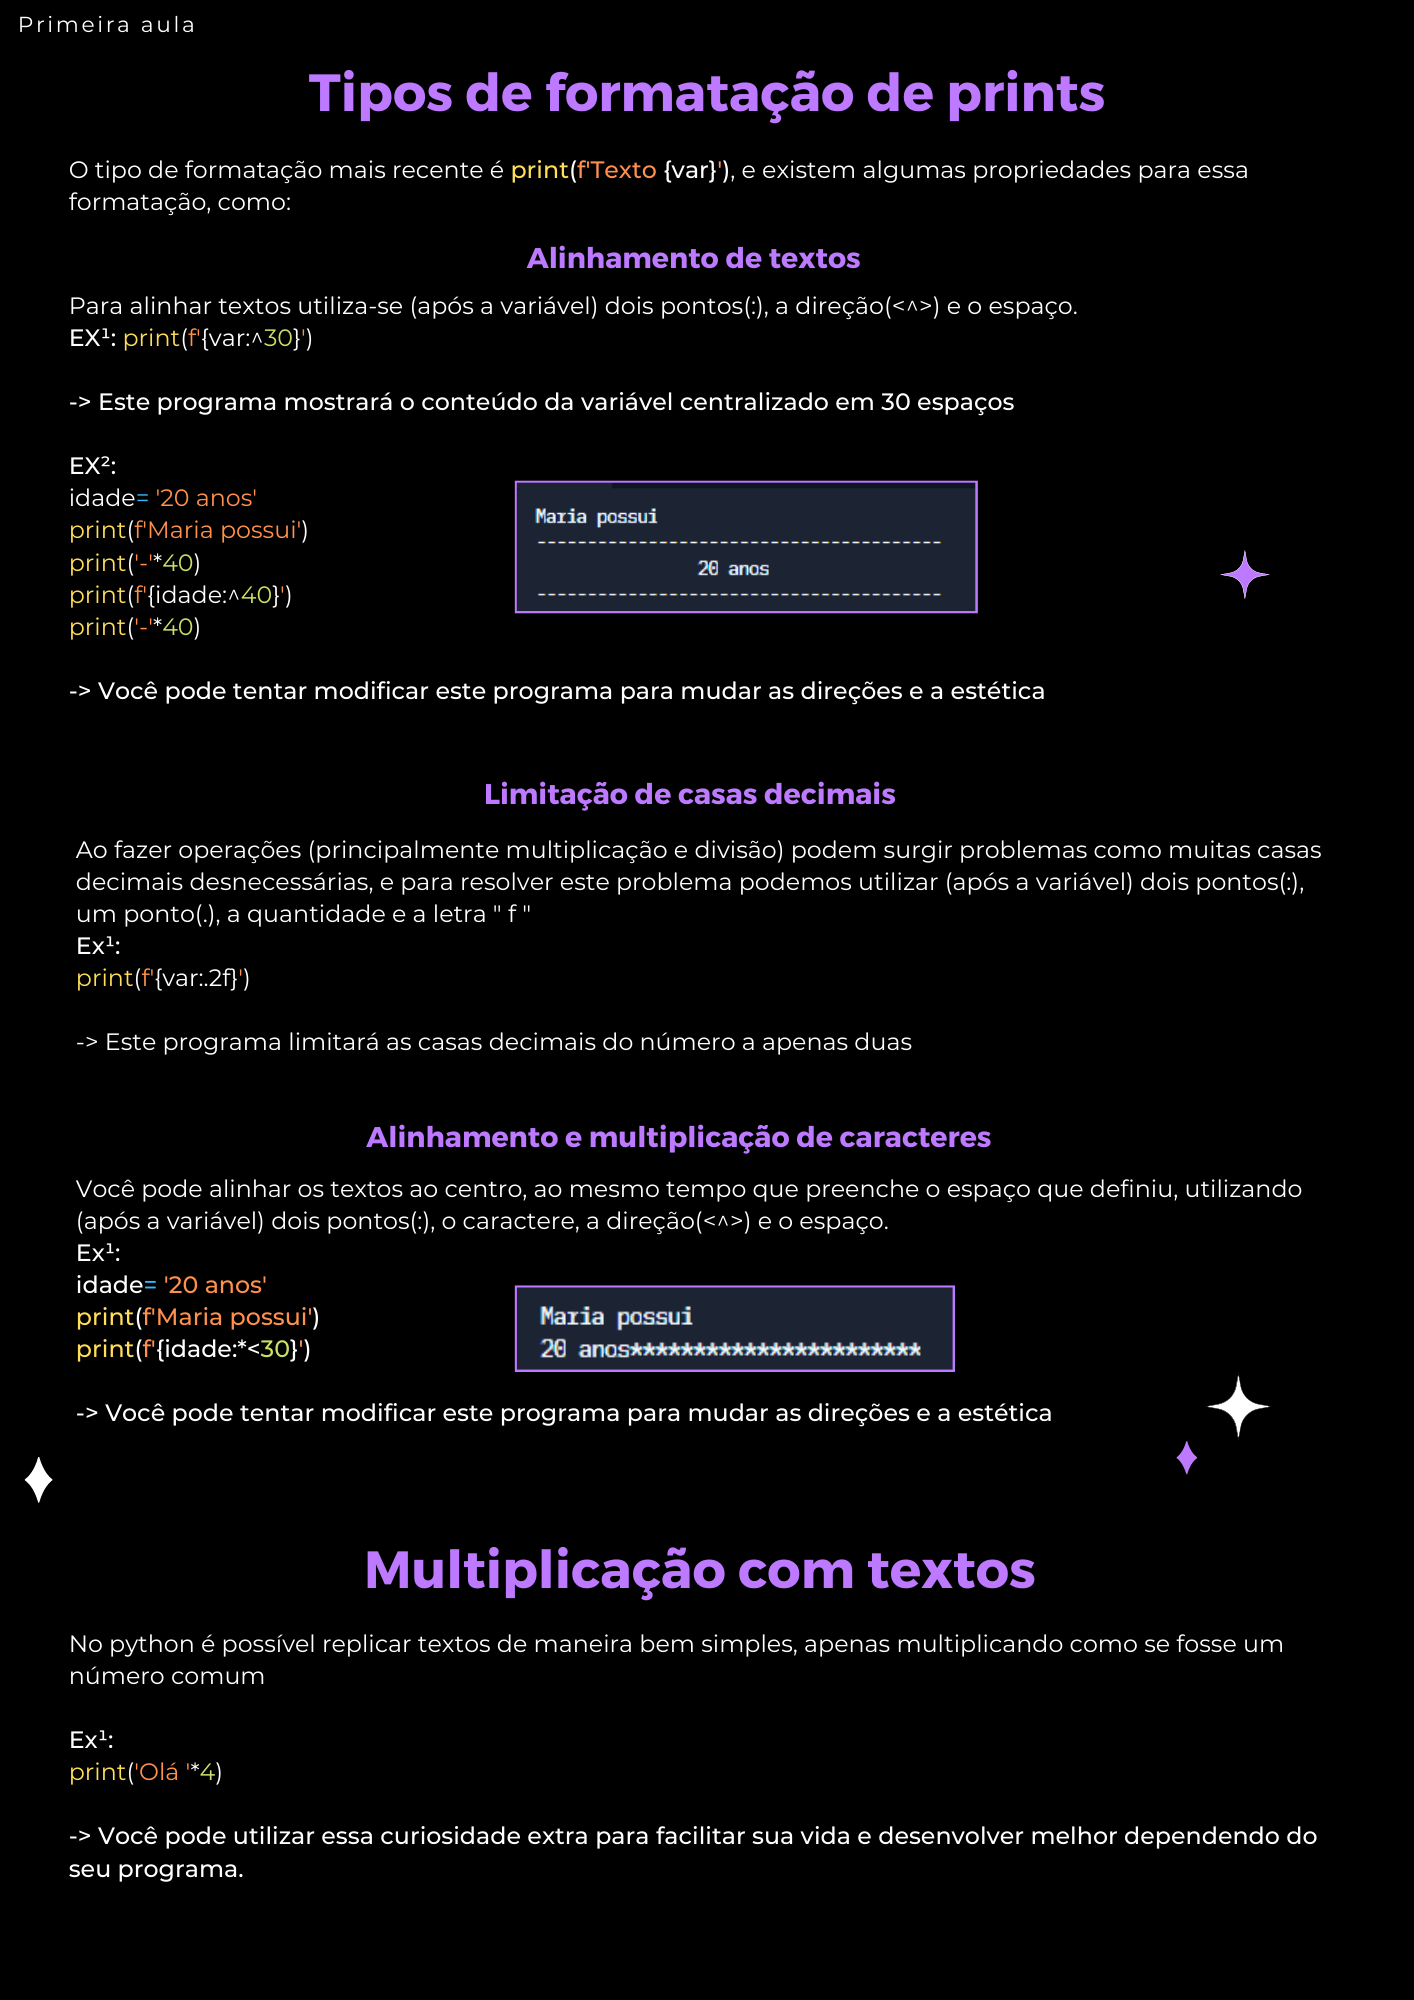 Primeira aula
Tipos de formatação de prints
O tipo de formatação mais recente é print(f'Texto {var}'), e existem algumas propriedades para essa
formatação, como:
Alinhamento de textos
Para alinhar textos utiliza-se (após a variável) dois pontos(:), a direção(<^>) e o espaço.
EX¹: print(f'{var:^30}')
-> Este programa mostrará o conteúdo da variável centralizado em 30 espaços
EX²:
idade= '20 anos'
print(f'Maria possui')
print('-'*40)
print(f'{idade:^40}')
print('-'*40)
Maria possui
----------------------------------------
20 anos
----------------------------------------
-> Você pode tentar modificar este programa para mudar as direções e a estética
Limitação de casas decimais
Ao fazer operações (principalmente multiplicação e divisão) podem surgir problemas como muitas casas
decimais desnecessárias, e para resolver este problema podemos utilizar (após a variável) dois pontos(:),
um ponto(.), a quantidade e a letra " f "
Ex¹:
print(f'{var:.2f}')
-> Este programa limitará as casas decimais do número a apenas duas
Alinhamento e multiplicação de caracteres
Você pode alinhar os textos ao centro, ao mesmo tempo que preenche o espaço que definiu, utilizando
(após a variável) dois pontos(:), o caractere, a direção(<^>) e o espaço.
Ex¹:
idade= '20 anos'
print(f'Maria possui')
print(f'{idade:*<30}')
Maria possui
20 anos***********************
-> Você pode tentar modificar este programa para mudar as direções e a estética
Multiplicação com textos
No python é possível replicar textos de maneira bem simples, apenas multiplicando como se fosse um
número comum
Ex¹:
print('Olá '*4)
-> Você pode utilizar essa curiosidade extra para facilitar sua vida e desenvolver melhor dependendo do
seu programa.